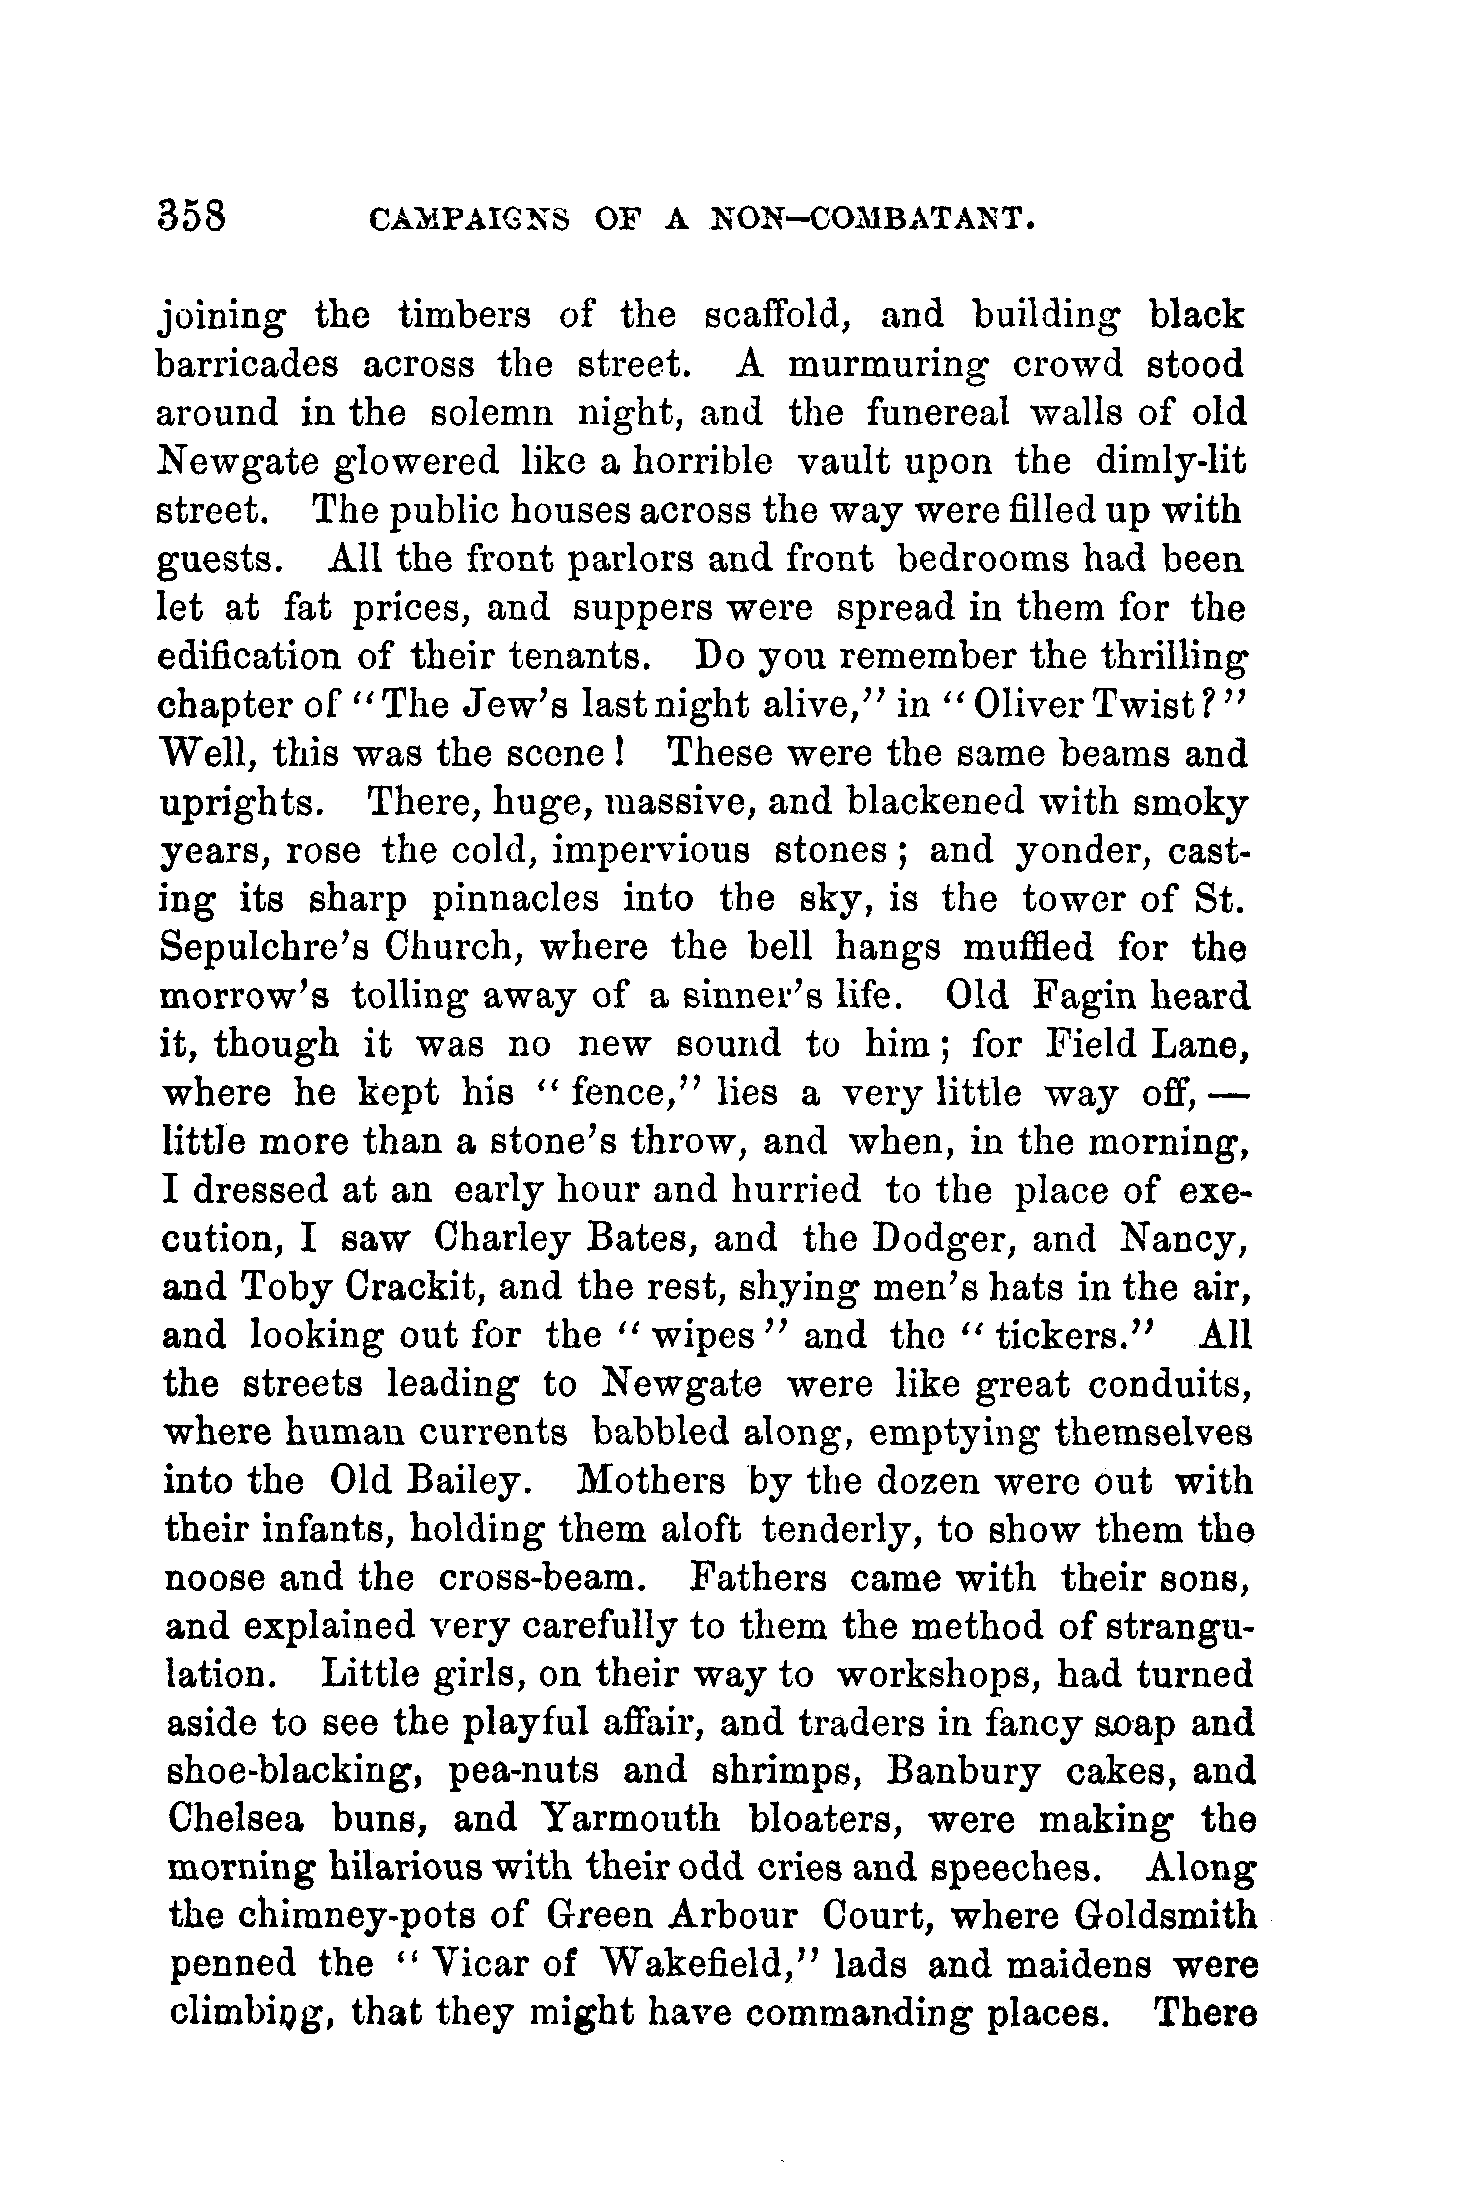 358 CAMPAIGNS OF A NON-COMBATANT.
joining the timbers of the scaffold, and building black
barricades across the street. A murmuring crowd stood
around in the solemn night, and the funereal walls of old
Newgate glowered like a horrible vault upon the dimly-lit
street. The public houses across the way were filled up with
guests. All the front parlors and front bedrooms had been
let at fat prices, and suppers were spread in them for the
edification of their tenants. Do you remember the thrilling
chapter of "The Jew's last night alive," in "Oliver Twist?"
Well, this was the scene! These were the same beams and
uprights. There, huge, massive, and blackened with smoky
years, rose the cold, impervious stones; and yonder, cast-
ing its sharp pinnacles into the sky, is the tower of St.
Sepulchre's Church, where the bell hangs muffled for the
morrow's tolling away of a sinner's life. Old Fagin heard
it, though it was no new sound to him; for Field Lane,
where he kept his "fence," lies a very little way off, —
little more than a stone's throw, and when, in the morning,
I dressed at an early hour and hurried to the place of exe-
cution, I saw Charley Bates, and the Dodger, and Nancy,
and Toby Crackit, and the rest, shying men's hats in the air,
and looking out for the "wipes" and the "tickers." All
the streets leading to Newgate were like great conduits,
where human currents babbled along, emptying themselves
into the Old Bailey. Mothers by the dozen were out with
their infants, holding them aloft tenderly, to show them the
noose and the cross-beam. Fathers came with their sons,
and explained very carefully to them the method of strangu-
lation. Little girls, on their way to workshops, had turned
aside to see the playful affair, and traders in fancy soap and
shoe-blacking, pea-nuts and shrimps, Banbury cakes, and
Chelsea buns, and Yarmouth bloaters, were making the
morning hilarious with their odd cries and speeches. Along
the chimney-pots of Green Arbour Court, where Goldsmith
penned the "Vicar of Wakefield," lads and maidens were
climbing, that they might have commanding places. There